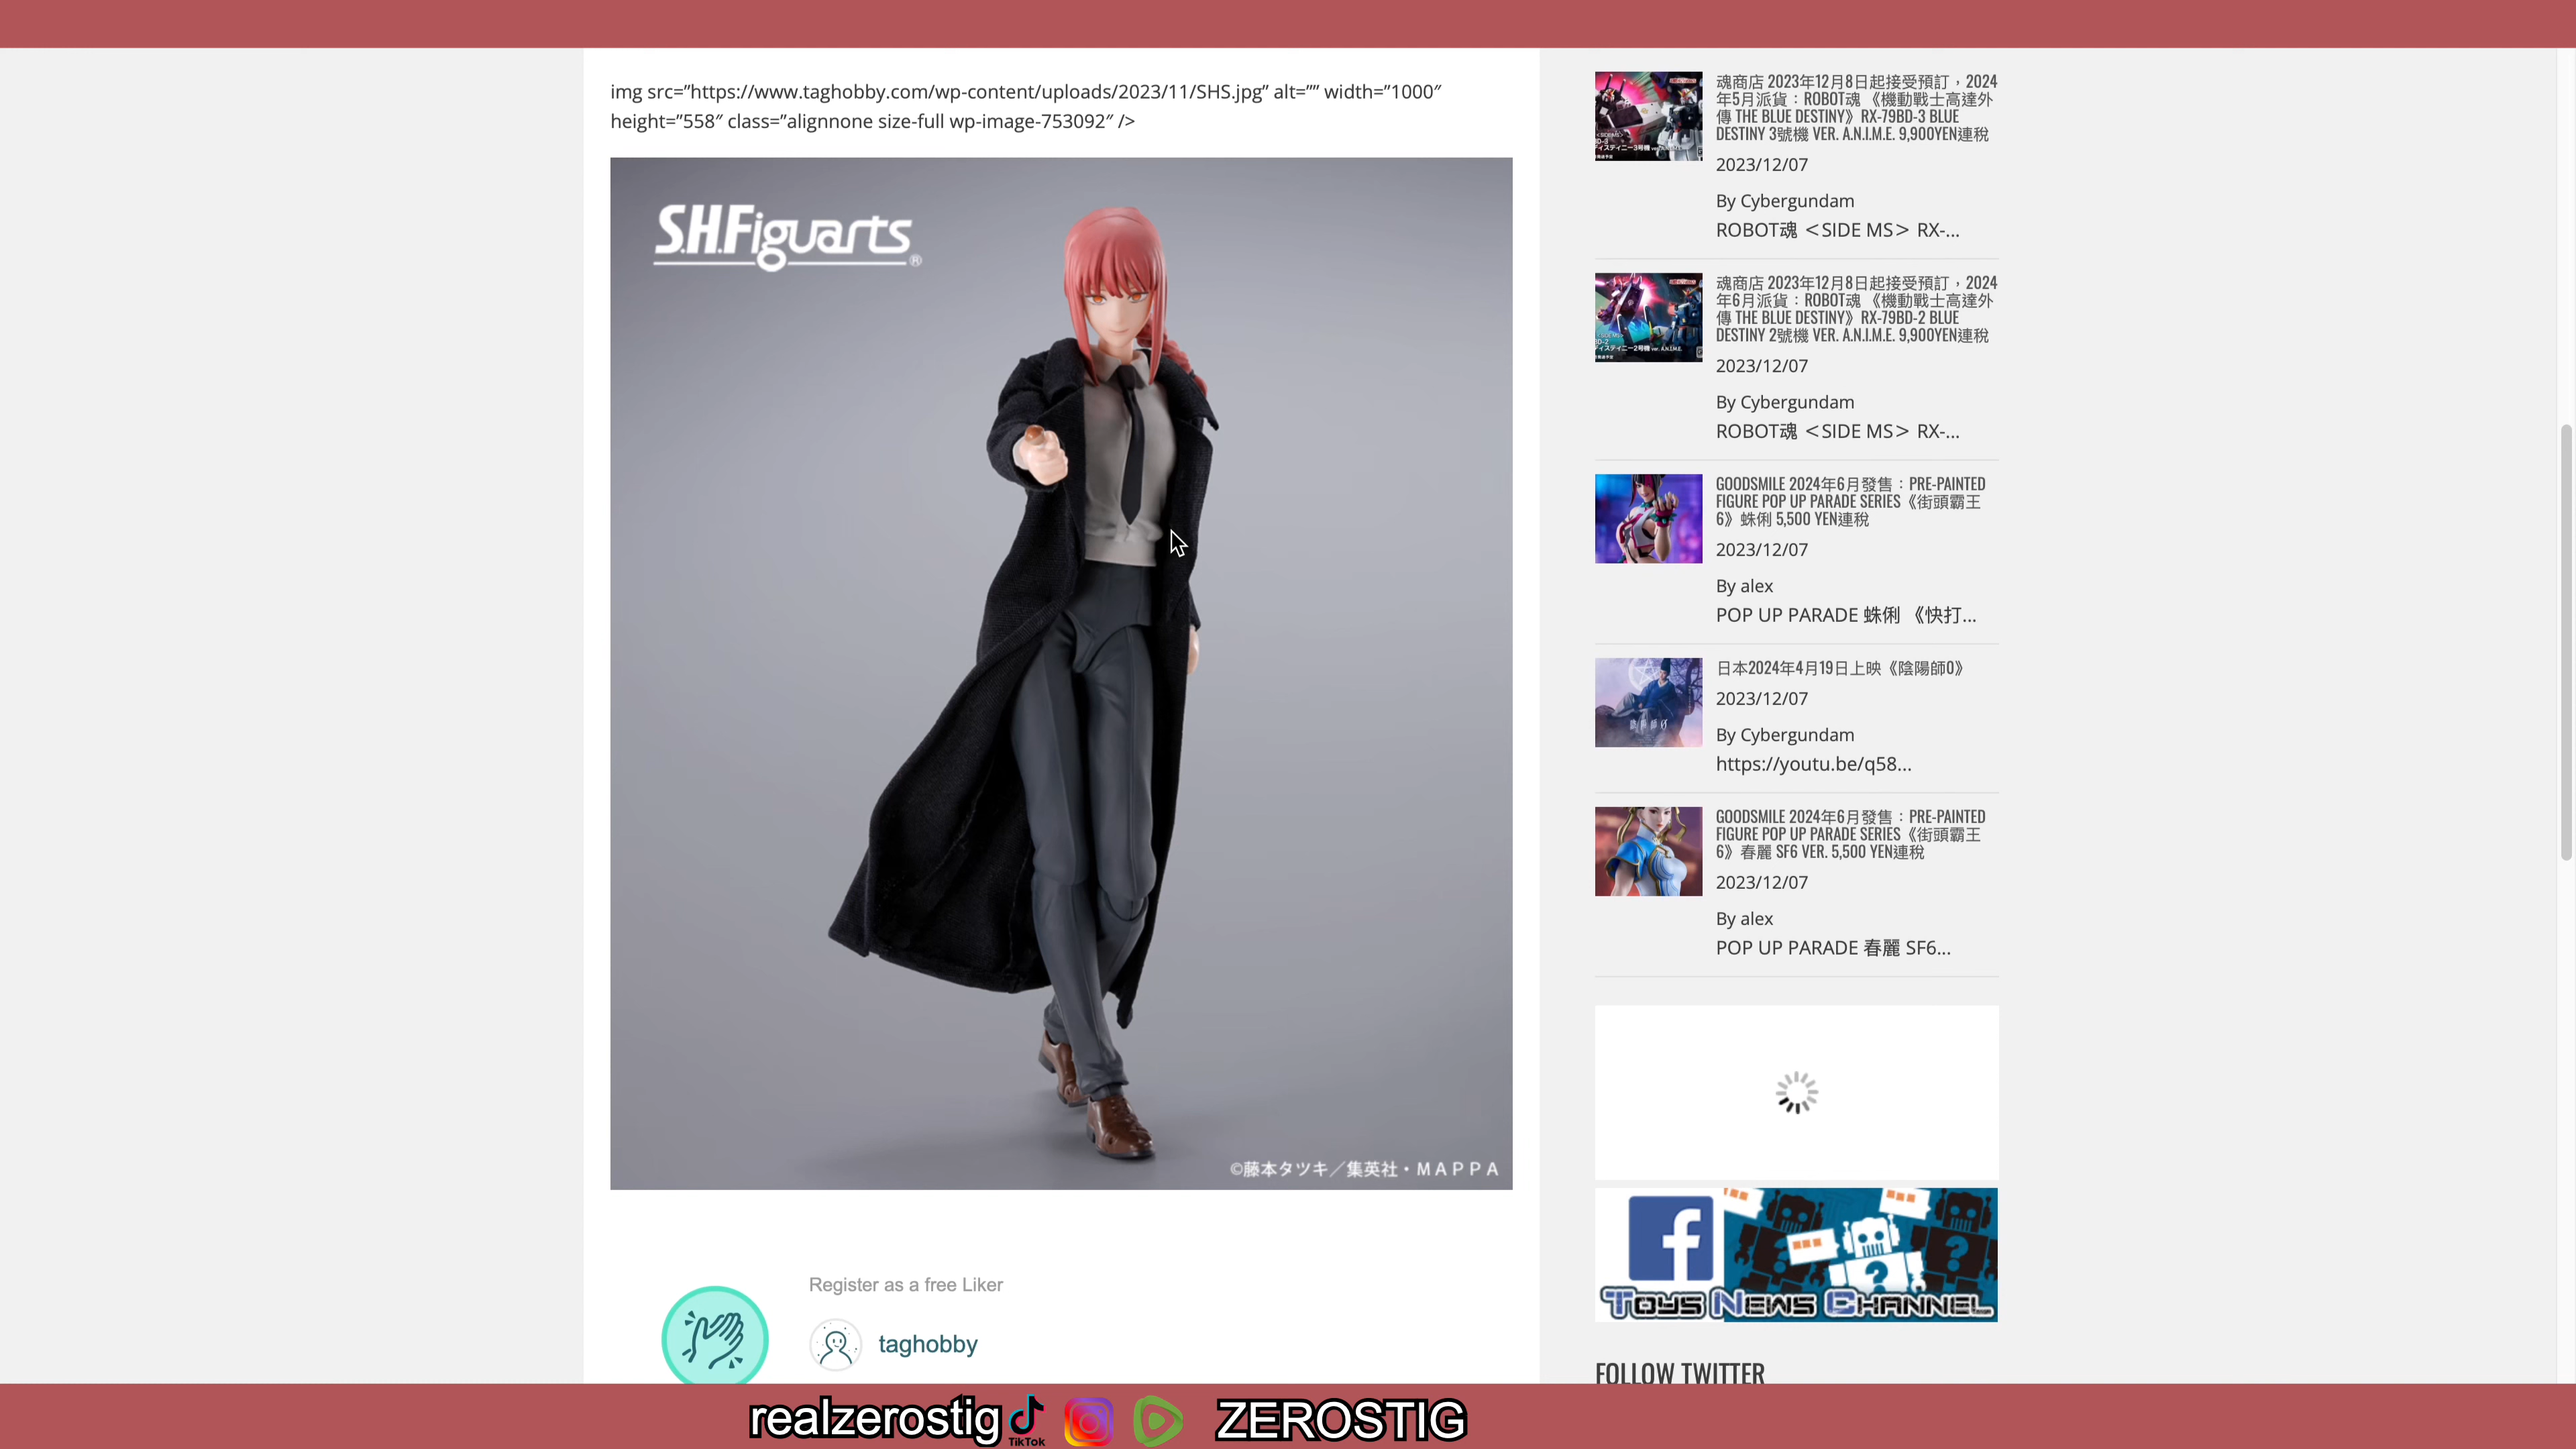 img src=”https://www.taghobby.com/wp-content/uploads/2023/11/SHS.jpg” alt=”” width=”1000″
height=”558″ class=”alignnone size-full wp-image-753092″ />
S.H.Figuarts®
©藤本タツキ／集英社・MAPPA
Register as a free Liker
taghobby
魂商店 2023年12月8日起接受預訂，2024
年5月派貨：ROBOT魂 《機動戰士高達外
傳 THE BLUE DESTINY》RX-79BD-3 BLUE
DESTINY 3號機 VER. A.N.I.M.E. 9,900YEN連稅
2023/12/07
By Cybergundam
ROBOT魂 ＜SIDE MS＞ RX-...
魂商店 2023年12月8日起接受預訂，2024
年6月派貨：ROBOT魂 《機動戰士高達外
傳 THE BLUE DESTINY》RX-79BD-2 BLUE
DESTINY 2號機 VER. A.N.I.M.E. 9,900YEN連稅
2023/12/07
By Cybergundam
ROBOT魂 ＜SIDE MS＞ RX-...
GOODSMILE 2024年6月發售：PRE-PAINTED
FIGURE POP UP PARADE SERIES《街頭霸王
6》蛛俐 5,500 YEN連稅
2023/12/07
By alex
POP UP PARADE 蛛俐 《快打...
日本2024年4月19日上映《陰陽師0》
2023/12/07
By Cybergundam
https://youtu.be/q58...
GOODSMILE 2024年6月發售：PRE-PAINTED
FIGURE POP UP PARADE SERIES《街頭霸王
6》春麗 SF6 VER. 5,500 YEN連稅
2023/12/07
By alex
POP UP PARADE 春麗 SF6...
TOYS NEWS CHANNEL
FOLLOW TWITTER
realzerostig TikTok ZEROSTIG